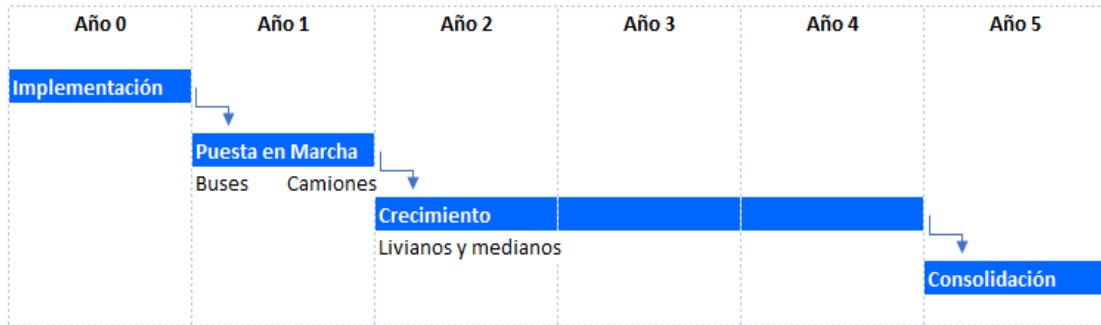 Año 0 Año 1 Año 2 Año 3 Año 4 Año 5
Implementación
Puesta en Marcha
Buses Camiones
Crecimiento
Livianos y medianos
Consolidación